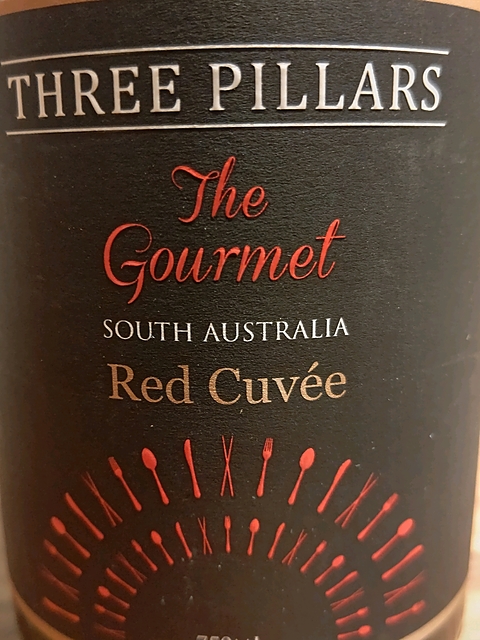 THREE PILLARS
The
Gourmet
SOUTH AUSTRALIA
Red Cuvée